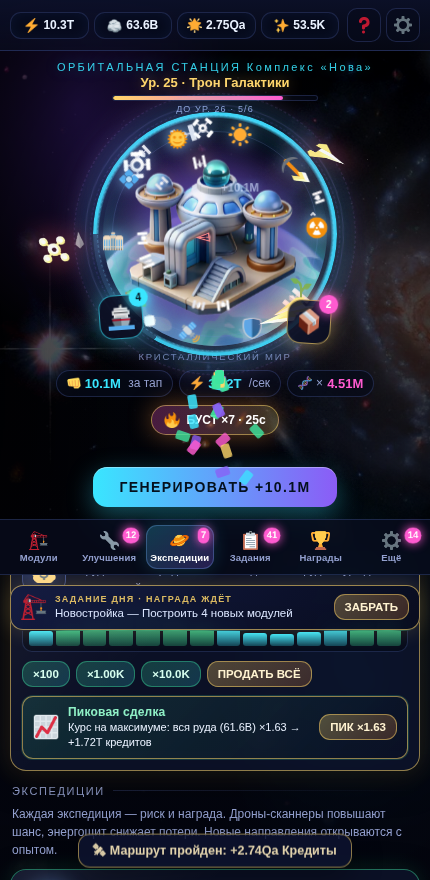 10.3T 63.6B 2.75Qa 53.5K
ОРБИТАЛЬНАЯ СТАНЦИЯ Комплекс «Нова»
Ур. 25 · Трон Галактики
ДО УР. 26 · 5/6
+10.1M
4
2
КРИСТАЛЛИЧЕСКИЙ МИР
10.1M за тап
/сек
× 4.51M
БУСТ ×7 · 25с
ГЕНЕРИРОВАТЬ +10.1M
12 7 41 14
Модули Улучшения Экспедиции Задания Награды Ещё
ЗАДАНИЕ ДНЯ · НАГРАДА ЖДЁТ
Новостройка — Построить 4 новых модулей
ЗАБРАТЬ
×100 ×1.00K ×10.0K ПРОДАТЬ ВСЁ
Пиковая сделка
Курс на максимуме: вся руда (61.6B) ×1.63 →
+1.72T кредитов
ПИК ×1.63
ЭКСПЕДИЦИИ
Каждая экспедиция — риск и награда. Дроны-сканнеры повышают
шанс, энергощит снижает потери. Новые направления открываются с
опытом.
Маршрут пройден: +2.74Qa Кредиты